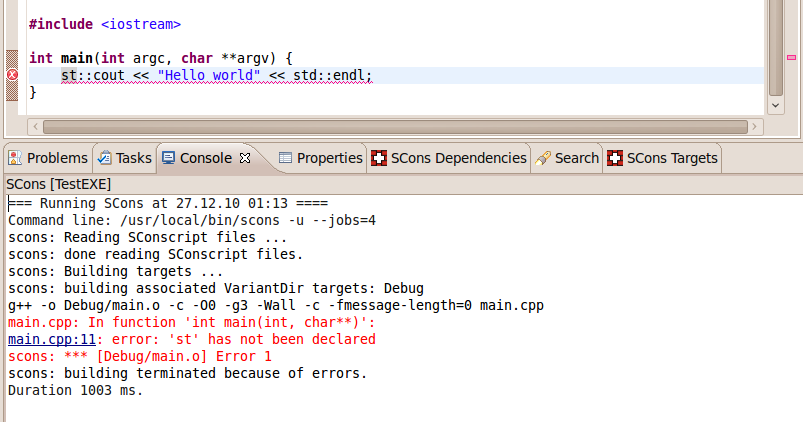 #include <iostream>
int main(int argc, char **argv) {
st::cout << "Hello world" << std::endl;
}
Problems Tasks Console Properties SCons Dependencies Search SCons Targets
SCons [TestEXE]
=== Running SCons at 27.12.10 01:13 ====
Command line: /usr/local/bin/scons -u --jobs=4
scons: Reading SConscript files ...
scons: done reading SConscript files.
scons: Building targets ...
scons: building associated VariantDir targets: Debug
g++ -o Debug/main.o -c -O0 -g3 -Wall -c -fmessage-length=0 main.cpp
main.cpp: In function 'int main(int, char**)':
main.cpp:11: error: 'st' has not been declared
scons: *** [Debug/main.o] Error 1
scons: building terminated because of errors.
Duration 1003 ms.